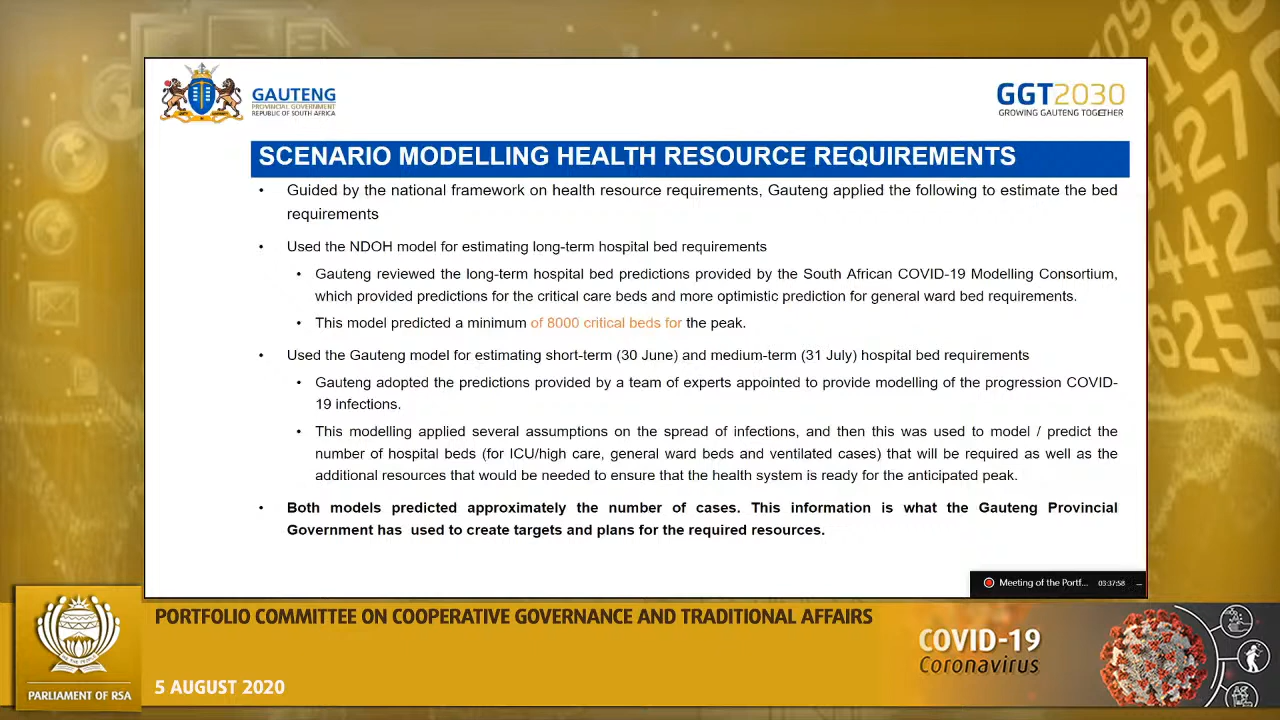 GAUTENG
PROVINCIAL GOVERNMENT
REPUBLIC OF SOUTH AFRICA
GGT2030
GROWING GAUTENG TOGETHER
SCENARIO MODELLING HEALTH RESOURCE REQUIREMENTS
• Guided by the national framework on health resource requirements, Gauteng applied the following to estimate the bed
requirements
• Used the NDOH model for estimating long-term hospital bed requirements
• Gauteng reviewed the long-term hospital bed predictions provided by the South African COVID-19 Modelling Consortium,
which provided predictions for the critical care beds and more optimistic prediction for general ward bed requirements.
• This model predicted a minimum of 8000 critical beds for the peak.
• Used the Gauteng model for estimating short-term (30 June) and medium-term (31 July) hospital bed requirements
• Gauteng adopted the predictions provided by a team of experts appointed to provide modelling of the progression COVID-
19 infections.
• This modelling applied several assumptions on the spread of infections, and then this was used to model / predict the
number of hospital beds (for ICU/high care, general ward beds and ventilated cases) that will be required as well as the
additional resources that would be needed to ensure that the health system is ready for the anticipated peak.
• Both models predicted approximately the number of cases. This information is what the Gauteng Provincial
Government has used to create targets and plans for the required resources.
Meeting of the Portf... 03:37:58
PORTFOLIO COMMITTEE ON COOPERATIVE GOVERNANCE AND TRADITIONAL AFFAIRS
5 AUGUST 2020
PARLIAMENT OF RSA
COVID-19
Coronavirus